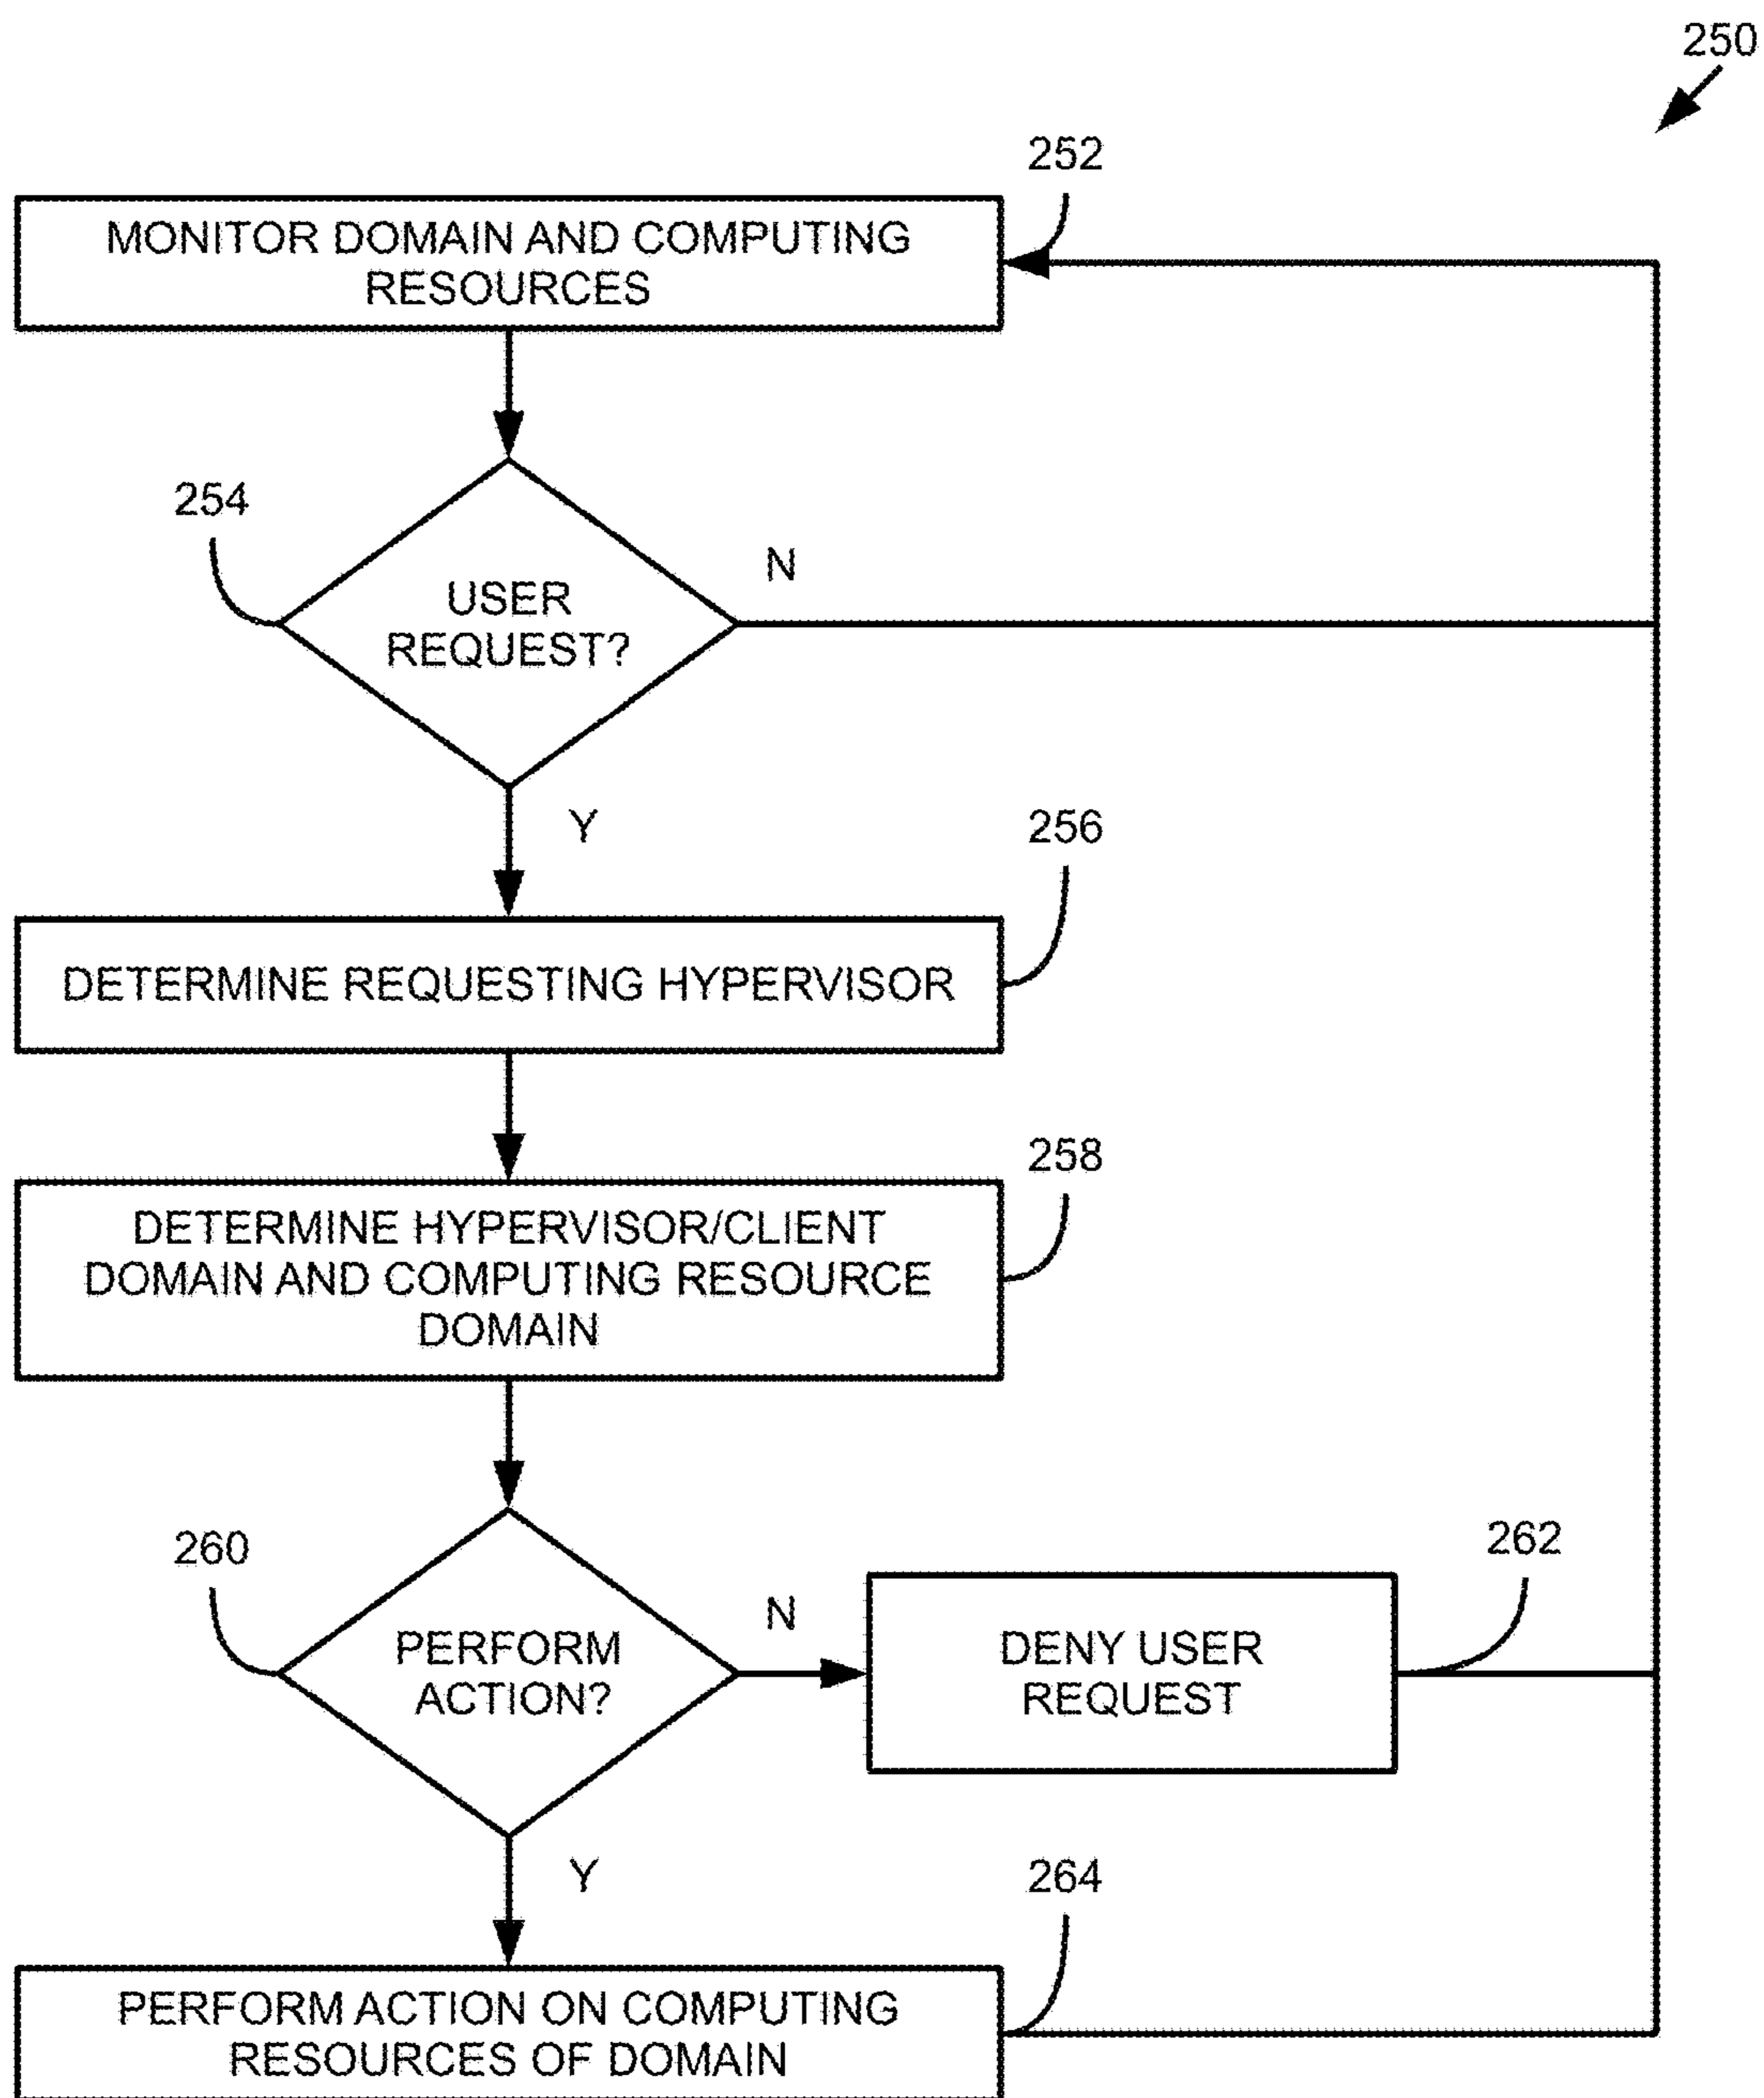 250
252
MONITOR DOMAIN AND COMPUTING
RESOURCES
254
N
USER
REQUEST?
Y
256
DETERMINE REQUESTING HYPERVISOR
258
DETERMINE HYPERVISOR/CLIENT
DOMAIN AND COMPUTING RESOURCE
DOMAIN
260
262
N
PERFORM
ACTION?
DENY USER
REQUEST
Y
264
PERFORM ACTION ON COMPUTING
RESOURCES OF DOMAIN